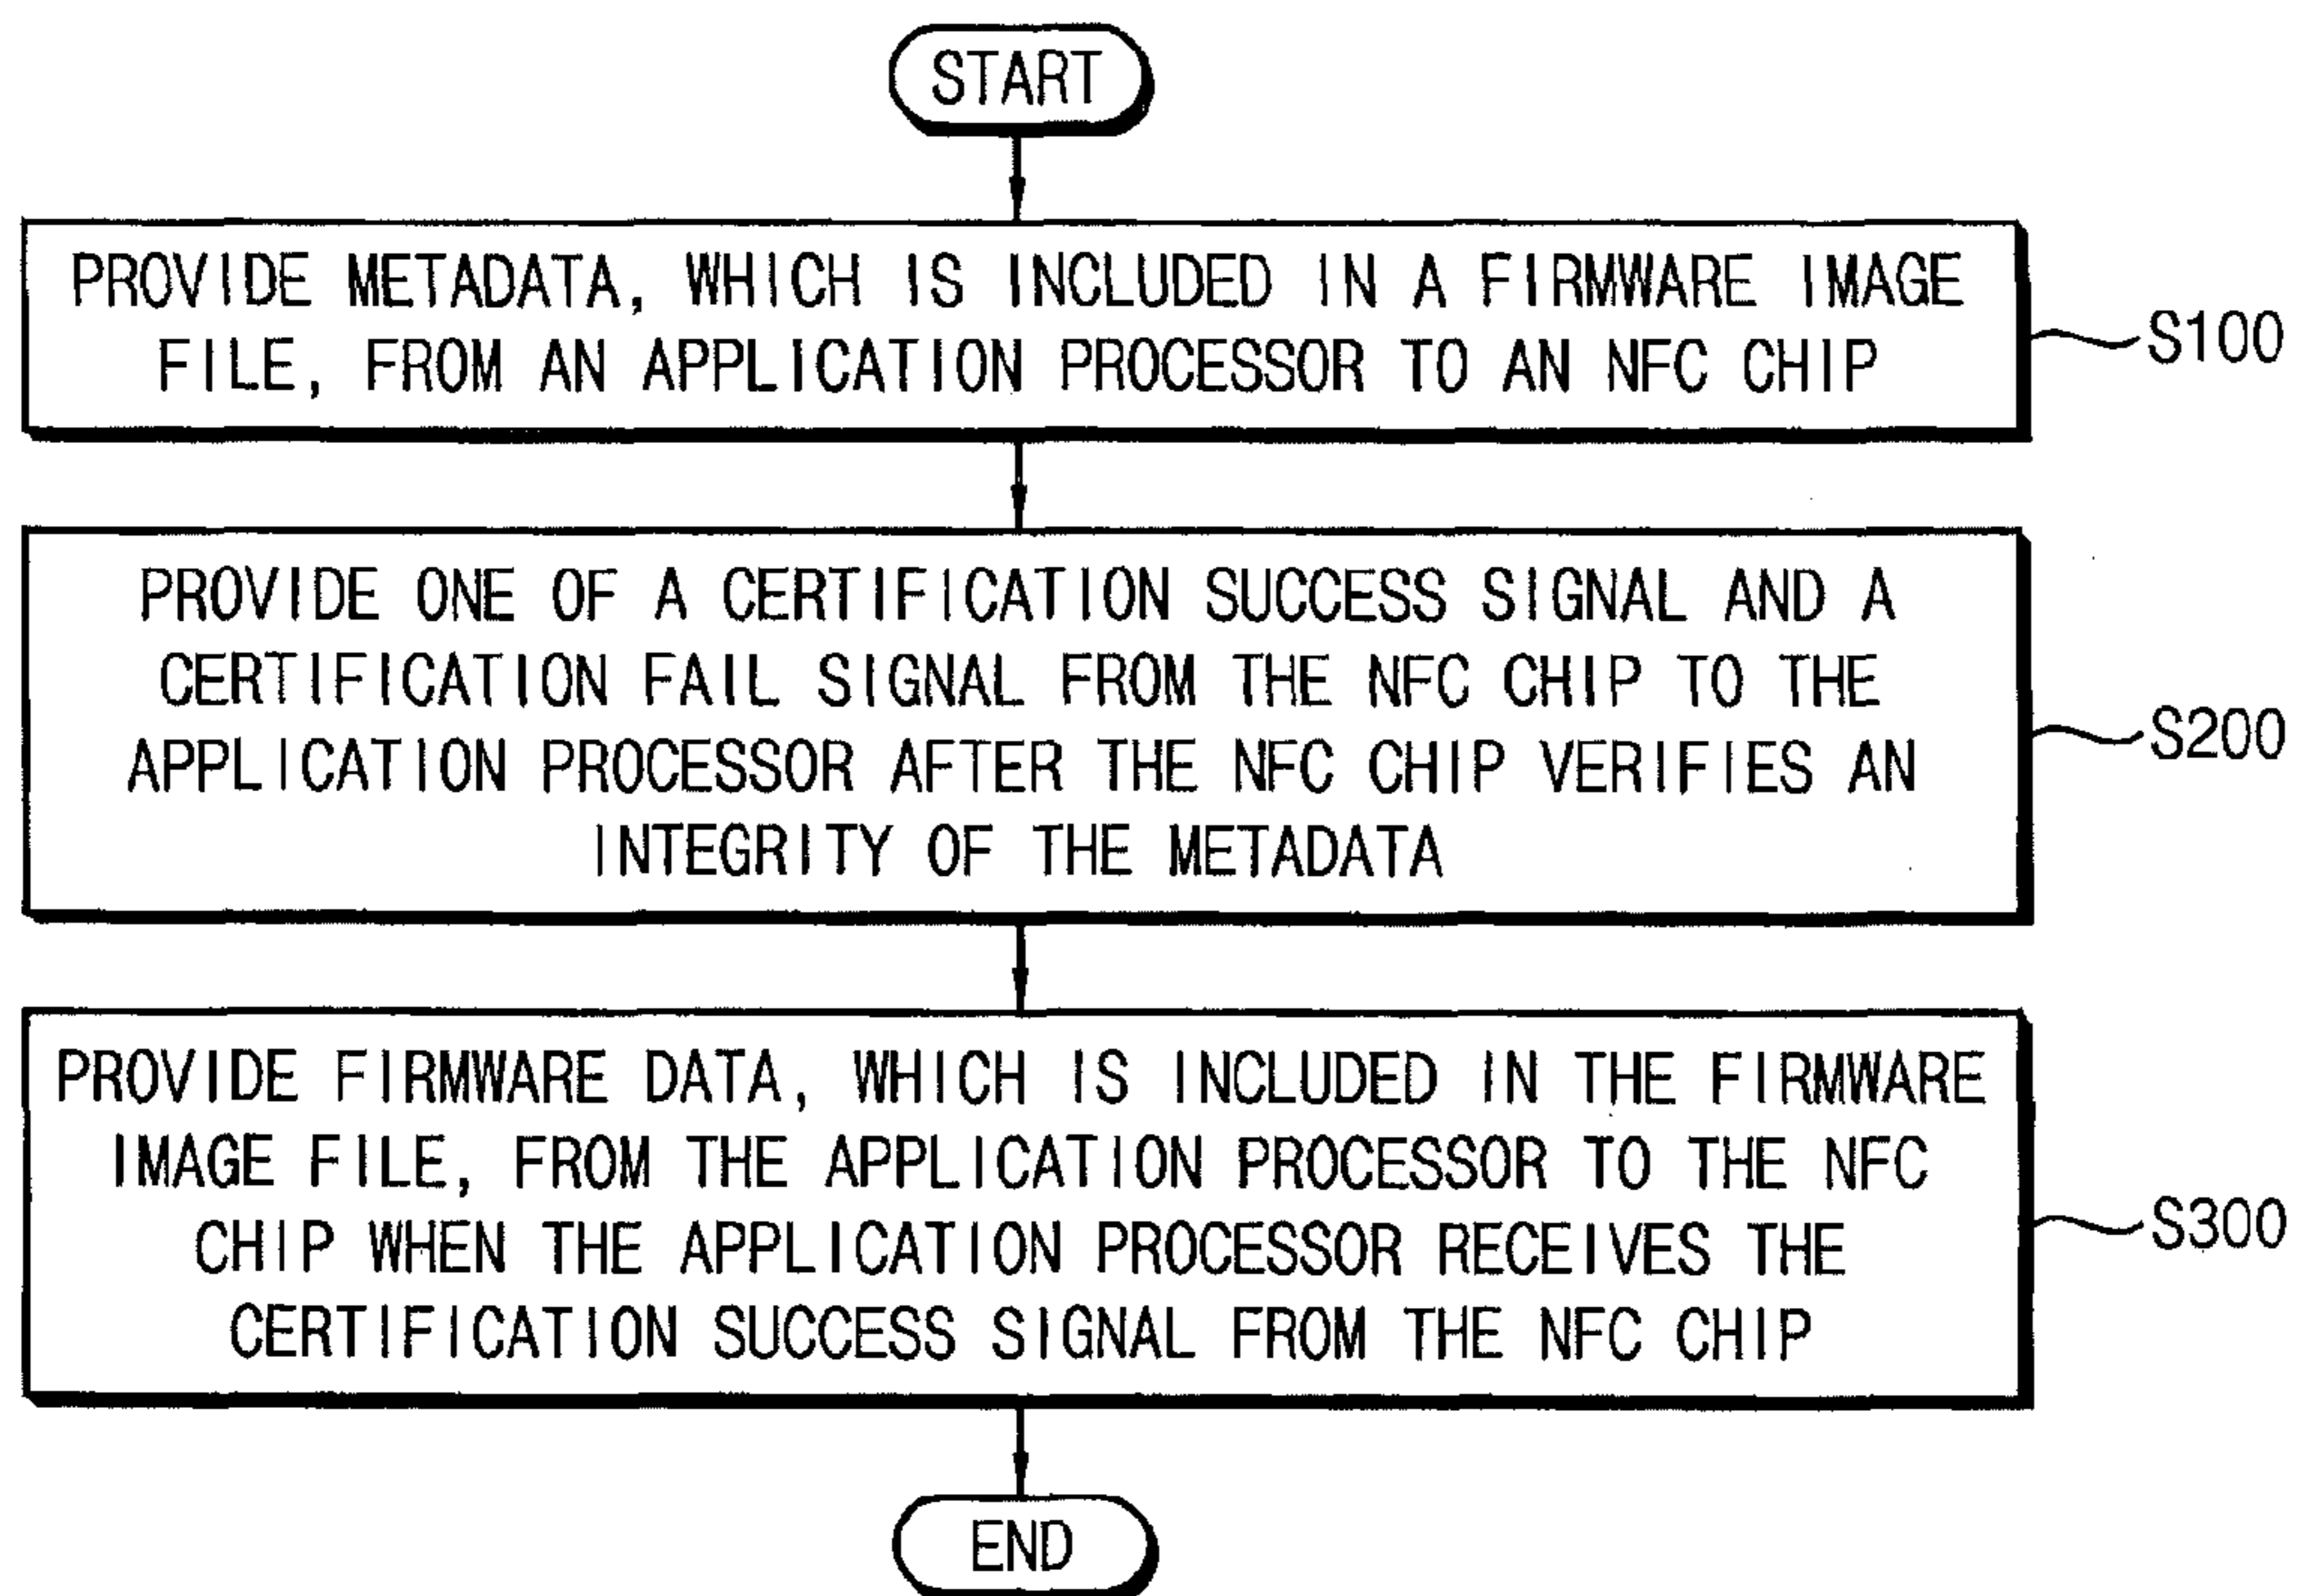 START
PROVIDE METADATA, WHICH IS INCLUDED IN A FIRMWARE IMAGE
FILE, FROM AN APPLICATION PROCESSOR TO AN NFC CHIP
S100
PROVIDE ONE OF A CERTIFICATION SUCCESS SIGNAL AND A
CERTIFICATION FAIL SIGNAL FROM THE NFC CHIP TO THE
APPLICATION PROCESSOR AFTER THE NFC CHIP VERIFIES AN
INTEGRITY OF THE METADATA
S200
PROVIDE FIRMWARE DATA, WHICH IS INCLUDED IN THE FIRMWARE
IMAGE FILE, FROM THE APPLICATION PROCESSOR TO THE NFC
CHIP WHEN THE APPLICATION PROCESSOR RECEIVES THE
CERTIFICATION SUCCESS SIGNAL FROM THE NFC CHIP
S300
END